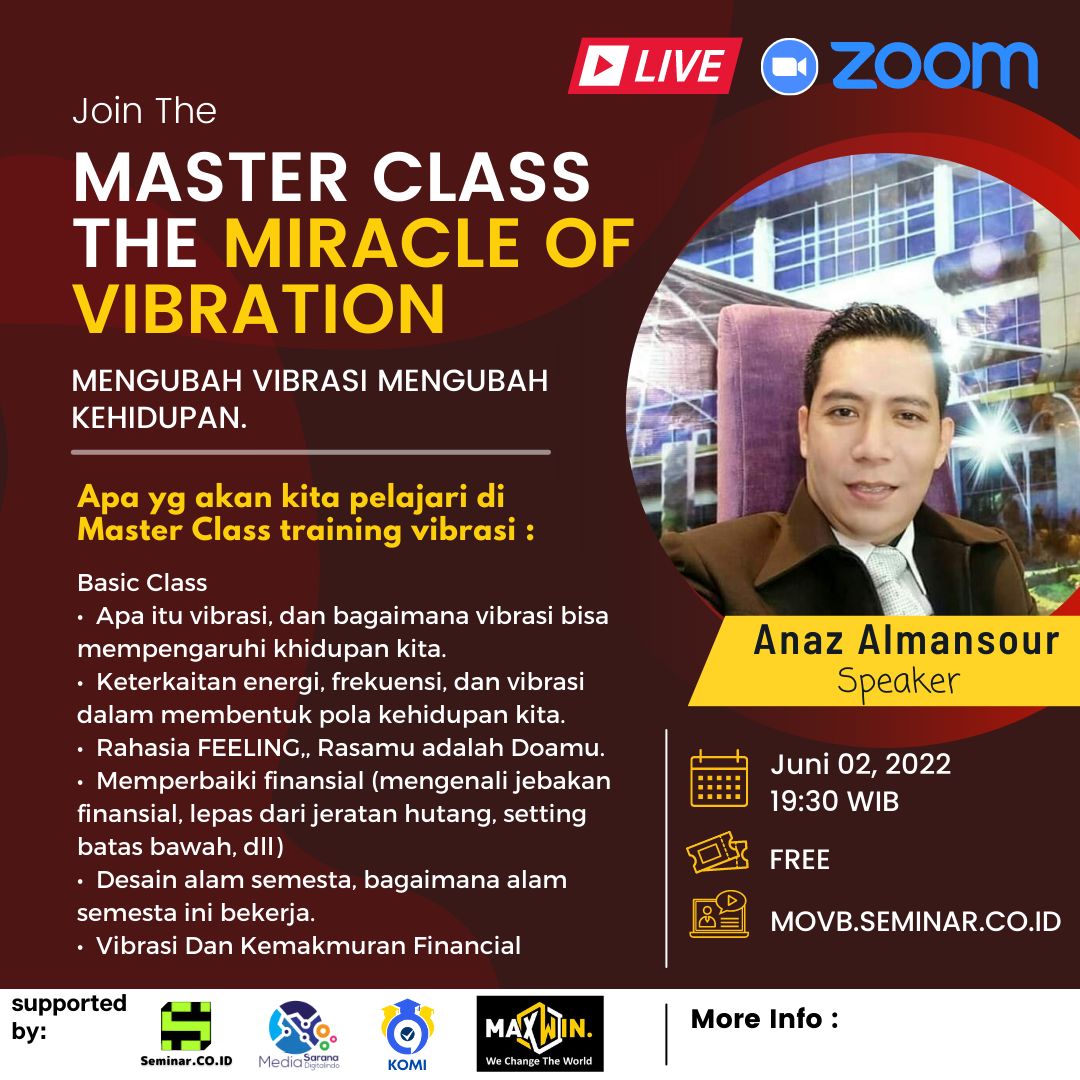 LIVE
zoom
Join The
MASTER CLASS
THE MIRACLE OF
VIBRATION
MENGUBAH VIBRASI MENGUBAH
KEHIDUPAN.
Apa yg akan kita pelajari di
Master Class training vibrasi :
Basic Class
• Apa itu vibrasi, dan bagaimana vibrasi bisa
mempengaruhi khidupan kita.
• Keterkaitan energi, frekuensi, dan vibrasi
dalam membentuk pola kehidupan kita.
• Rahasia FEELING,, Rasamu adalah Doamu.
• Memperbaiki finansial (mengenali jebakan
finansial, lepas dari jeratan hutang, setting
batas bawah, dll)
• Desain alam semesta, bagaimana alam
semesta ini bekerja.
• Vibrasi Dan Kemakmuran Financial
Anaz Almansour
Speaker
Juni 02, 2022
19:30 WIB
FREE
MOVB.SEMINAR.CO.ID
supported
by:
Seminar.CO.ID
Media Sarana
Digitalindo
KOMI
MAXWIN.
We Change The World
More Info :